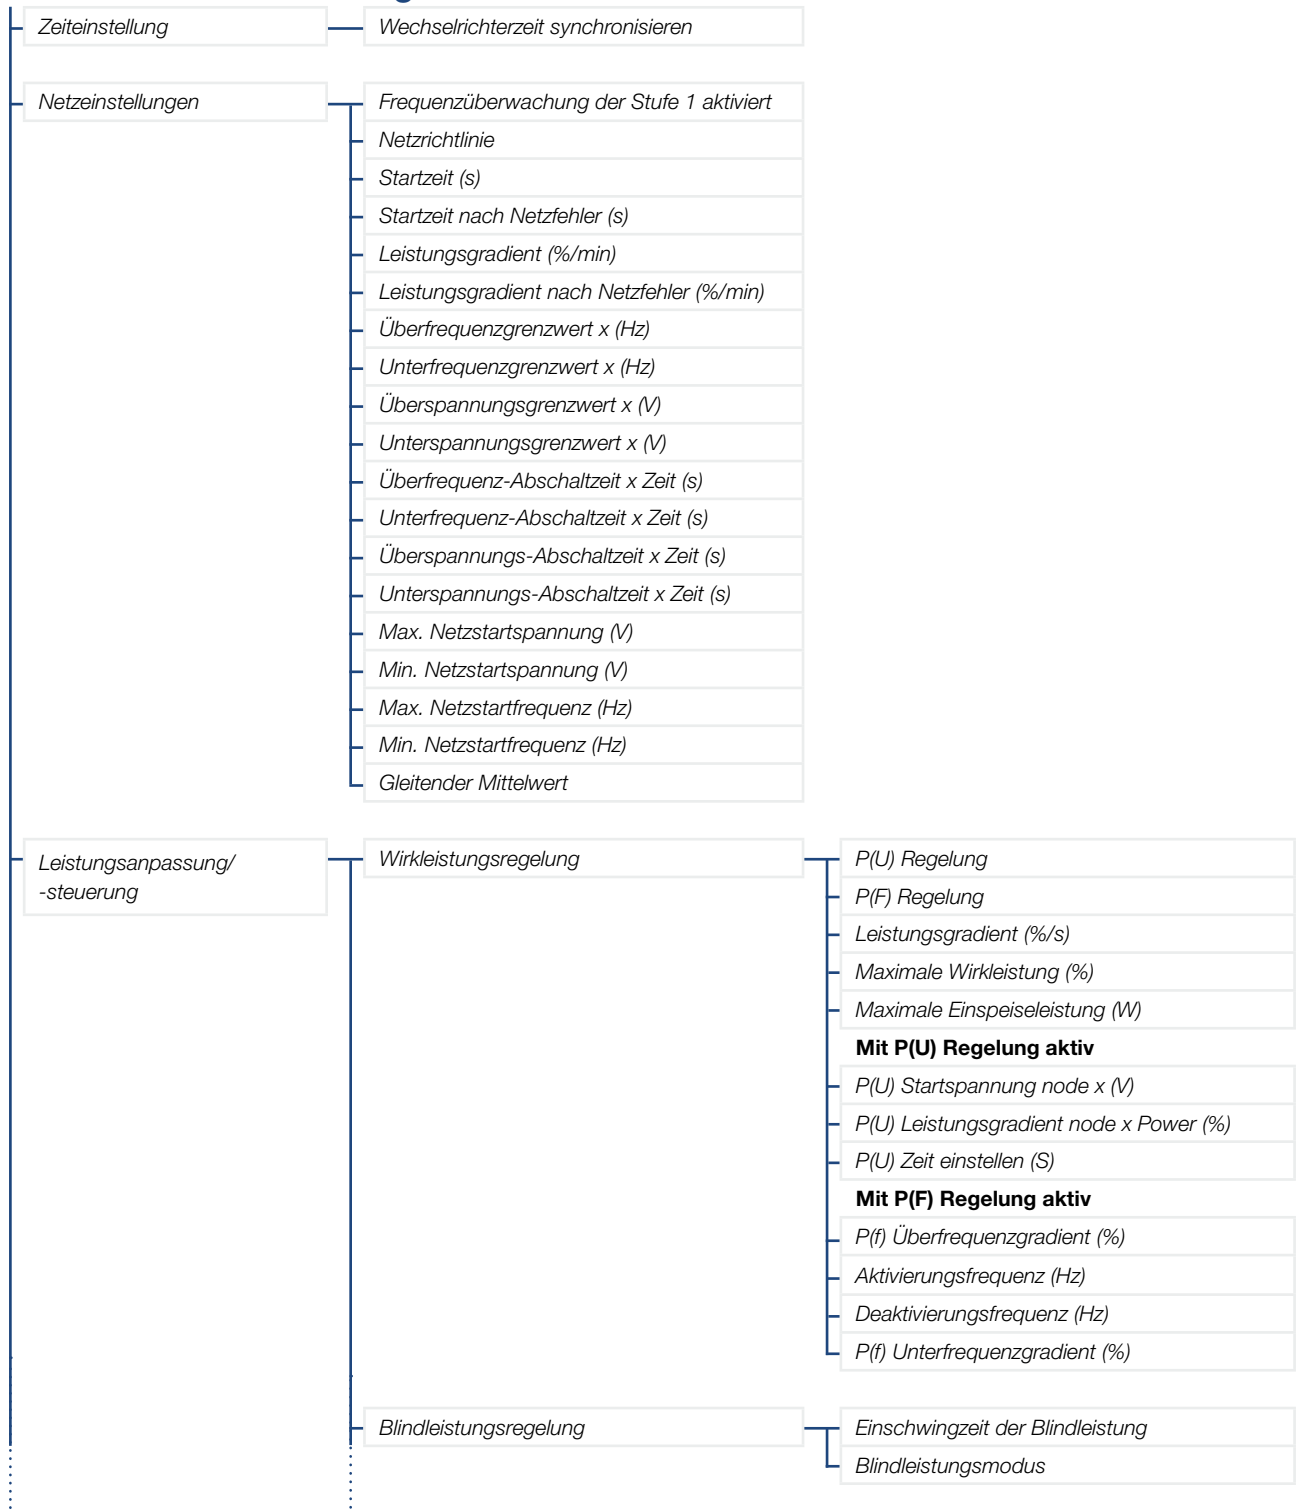 Zeiteinstellung
Wechselrichterzeit synchronisieren
Netzeinstellungen
Frequenzüberwachung der Stufe 1 aktiviert
Netzrichtlinie
Startzeit (s)
Startzeit nach Netzfehler (s)
Leistungsgradient (%/min)
Leistungsgradient nach Netzfehler (%/min)
Überfrequenzgrenzwert x (Hz)
Unterfrequenzgrenzwert x (Hz)
Überspannungsgrenzwert x (V)
Unterspannungsgrenzwert x (V)
Überfrequenz-Abschaltzeit x Zeit (s)
Unterfrequenz-Abschaltzeit x Zeit (s)
Überspannungs-Abschaltzeit x Zeit (s)
Unterspannungs-Abschaltzeit x Zeit (s)
Max. Netzstartspannung (V)
Min. Netzstartspannung (V)
Max. Netzstartfrequenz (Hz)
Min. Netzstartfrequenz (Hz)
Gleitender Mittelwert
Leistungsanpassung/
-steuerung
Wirkleistungsregelung
P(U) Regelung
P(F) Regelung
Leistungsgradient (%/s)
Maximale Wirkleistung (%)
Maximale Einspeiseleistung (W)
Mit P(U) Regelung aktiv
P(U) Startspannung node x (V)
P(U) Leistungsgradient node x Power (%)
P(U) Zeit einstellen (S)
Mit P(F) Regelung aktiv
P(f) Überfrequenzgradient (%)
Aktivierungsfrequenz (Hz)
Deaktivierungsfrequenz (Hz)
P(f) Unterfrequenzgradient (%)
Blindleistungsregelung
Einschwingzeit der Blindleistung
Blindleistungsmodus